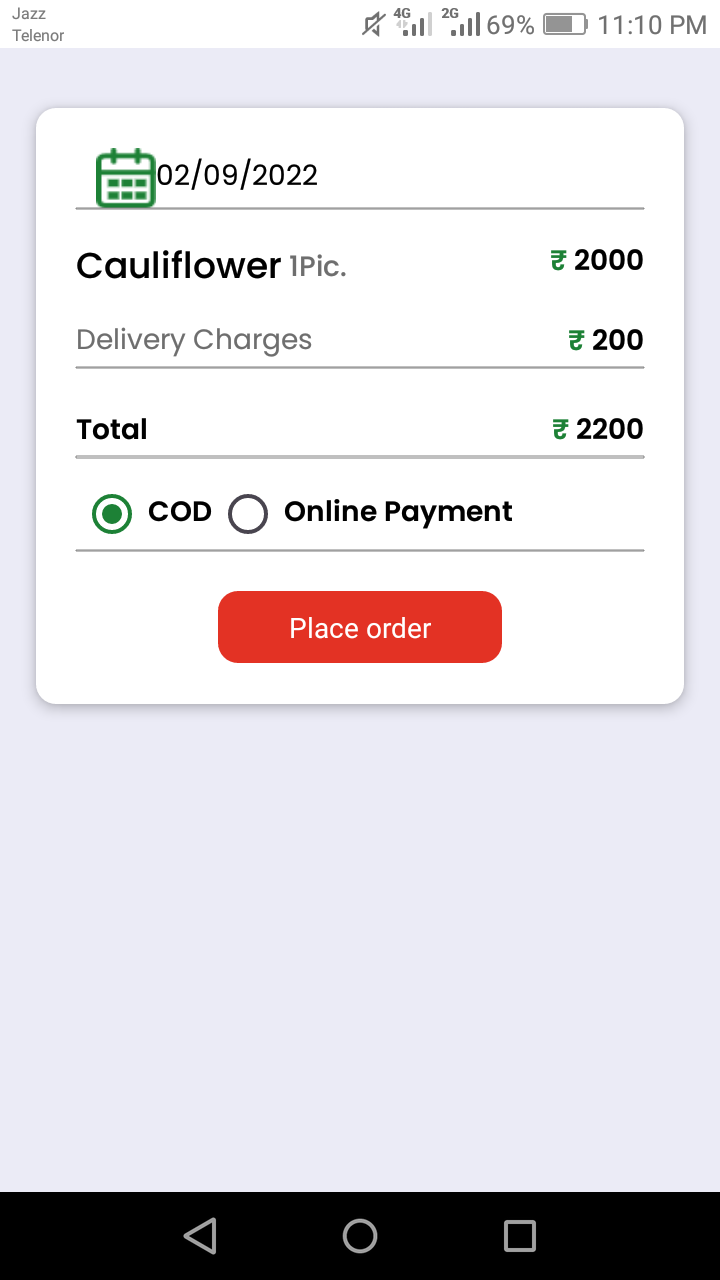 Jazz
Telenor
4G 2G 69% 11:10 PM
02/09/2022
Cauliflower 1Pic. ₹ 2000
Delivery Charges ₹ 200
Total ₹ 2200
COD Online Payment
Place order